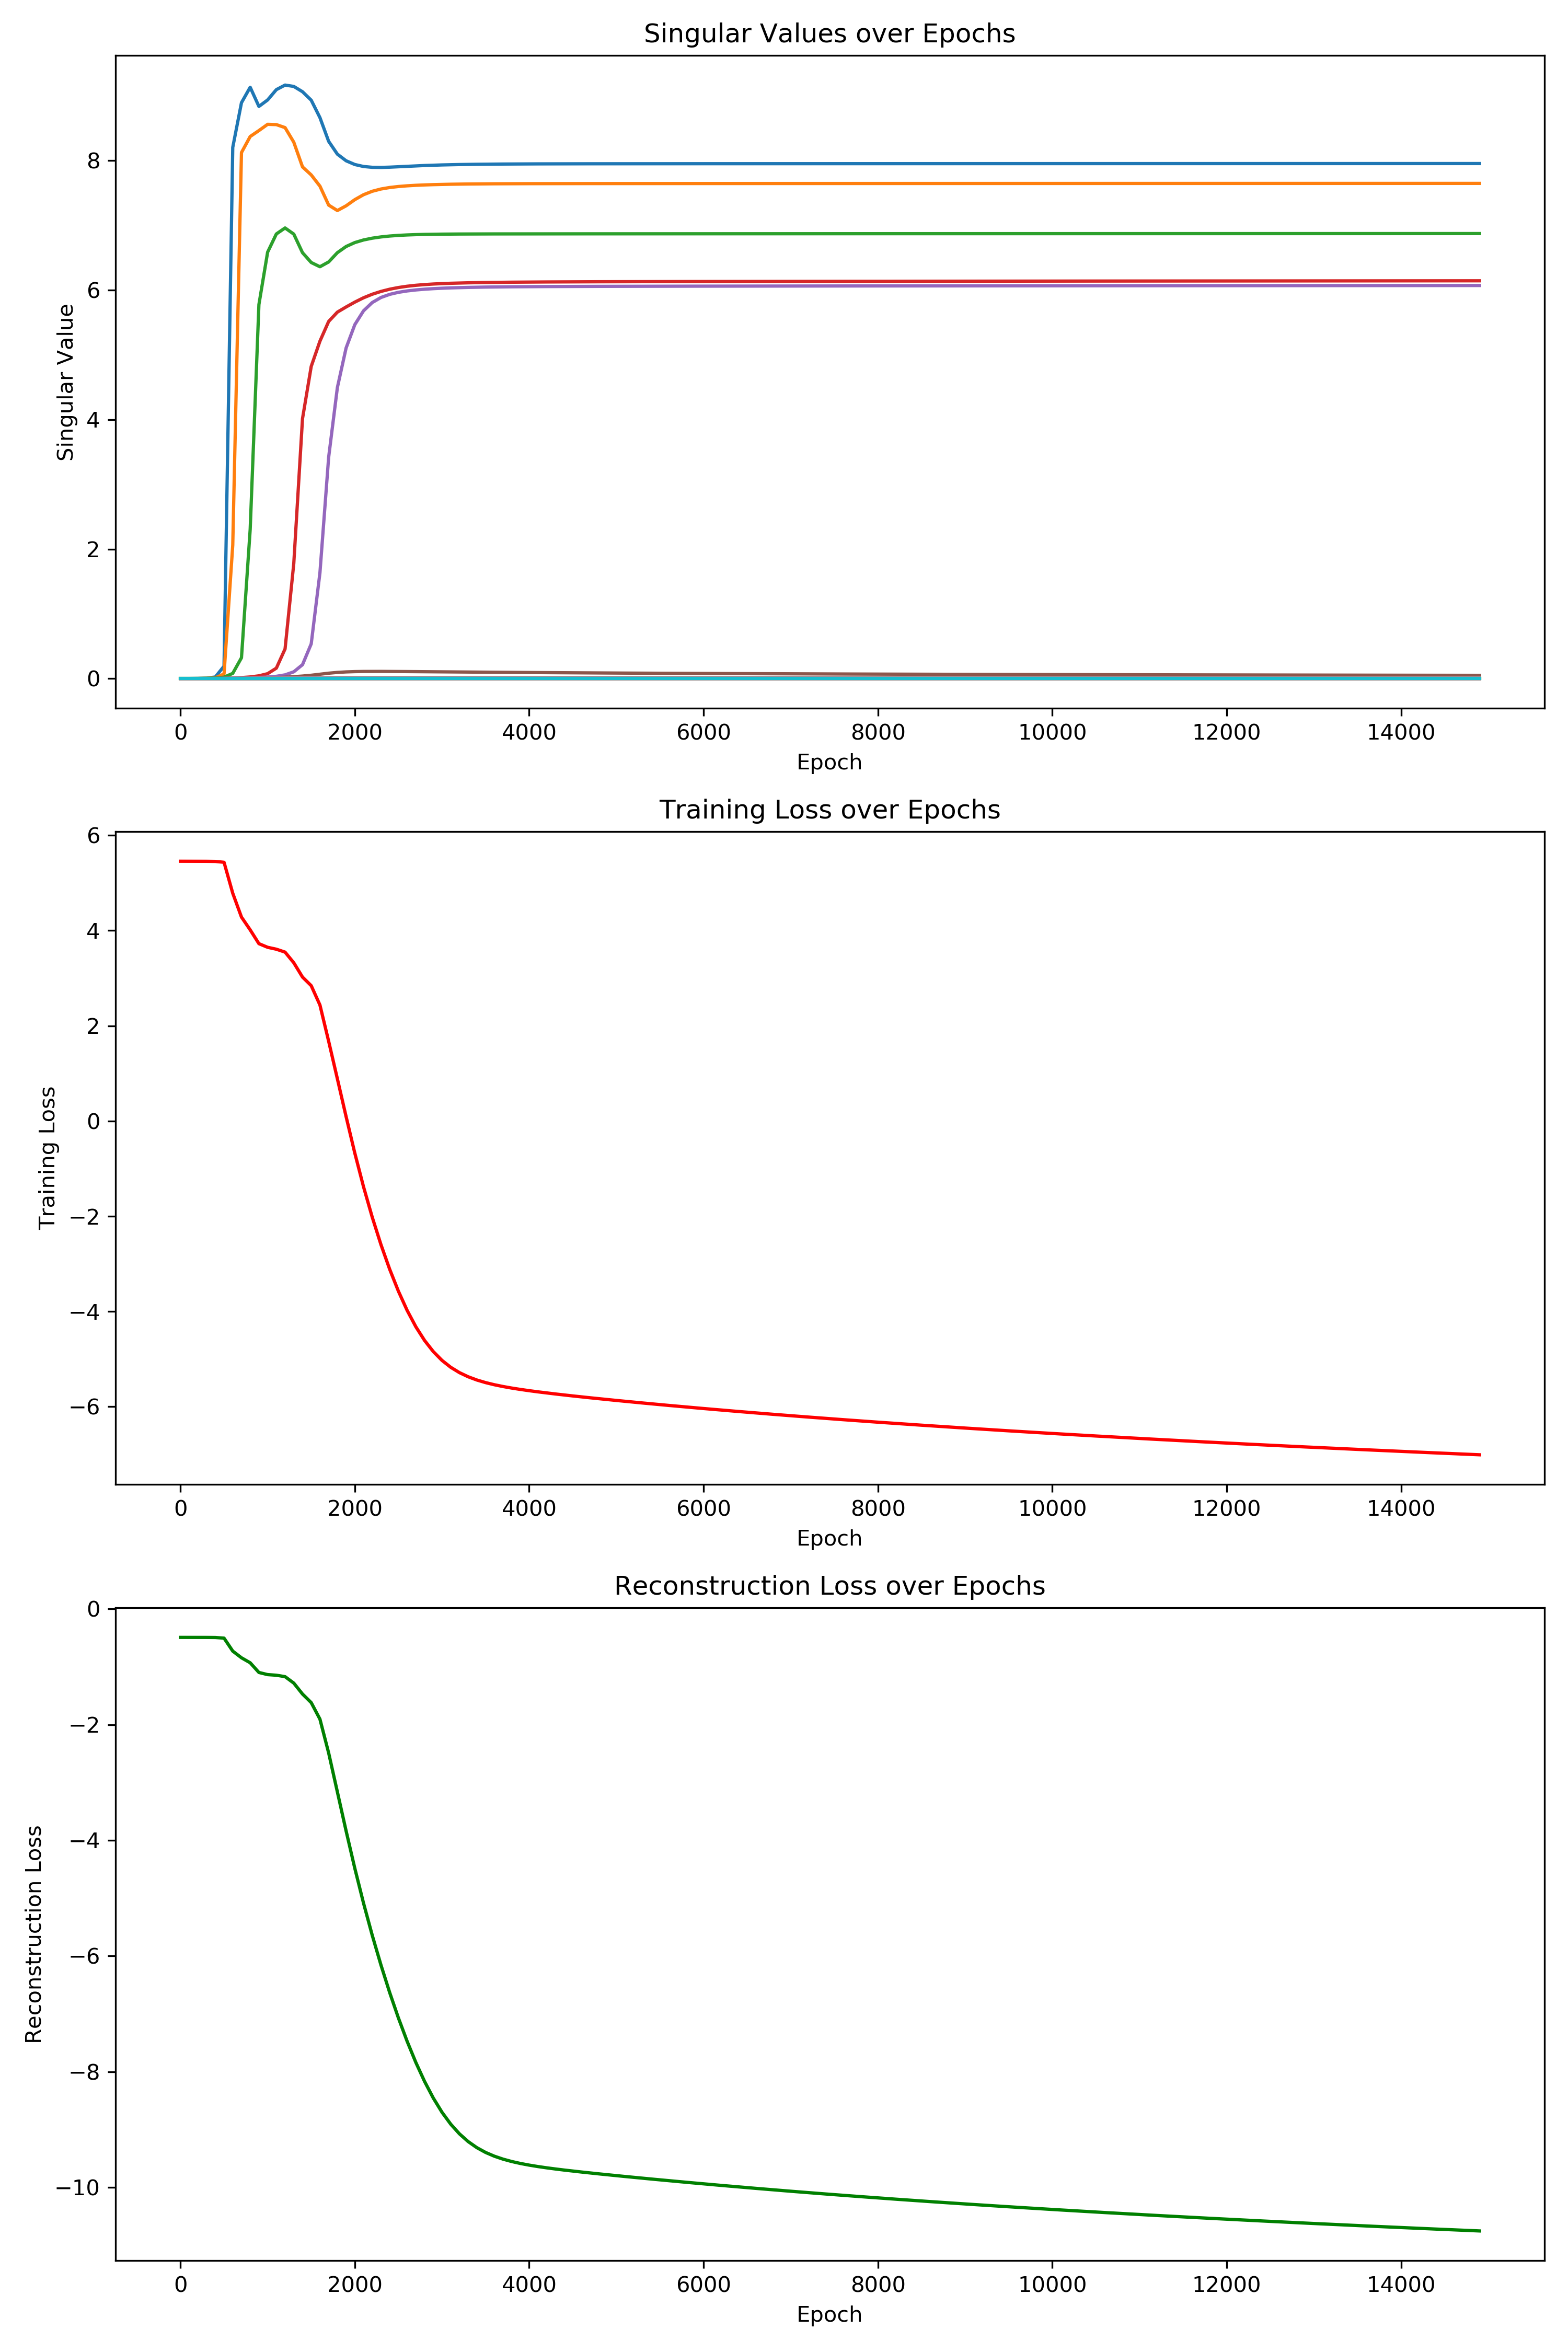 Singular Values over Epochs
8
6
4
2
0
Singular Value
0 2000 4000 6000 8000 10000 12000 14000
Epoch
Training Loss over Epochs
6
4
2
0
−2
−4
−6
Training Loss
0 2000 4000 6000 8000 10000 12000 14000
Epoch
Reconstruction Loss over Epochs
0
−2
−4
−6
−8
−10
Reconstruction Loss
0 2000 4000 6000 8000 10000 12000 14000
Epoch